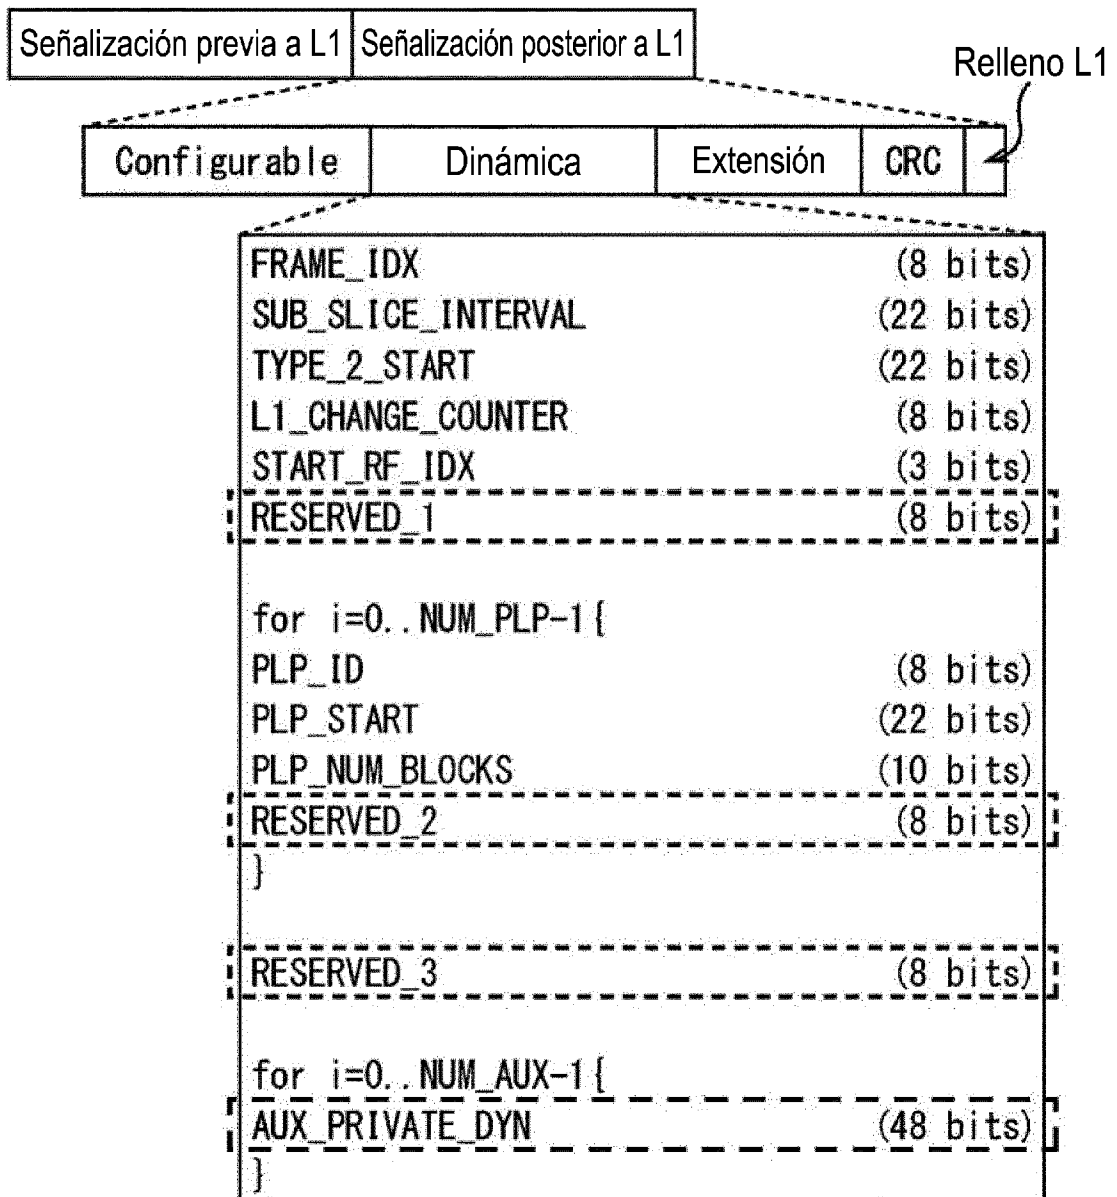 Señalización previa a L1 Señalización posterior a L1
Relleno L1
Configurable Dinámica Extensión CRC
FRAME_IDX (8 bits)
SUB_SLICE_INTERVAL (22 bits)
TYPE_2_START (22 bits)
L1_CHANGE_COUNTER (8 bits)
START_RF_IDX (3 bits)
RESERVED_1 (8 bits)
for i=0..NUM_PLP-1{
PLP_ID (8 bits)
PLP_START (22 bits)
PLP_NUM_BLOCKS (10 bits)
RESERVED_2 (8 bits)
}
RESERVED_3 (8 bits)
for i=0..NUM_AUX-1{
AUX_PRIVATE_DYN (48 bits)
}